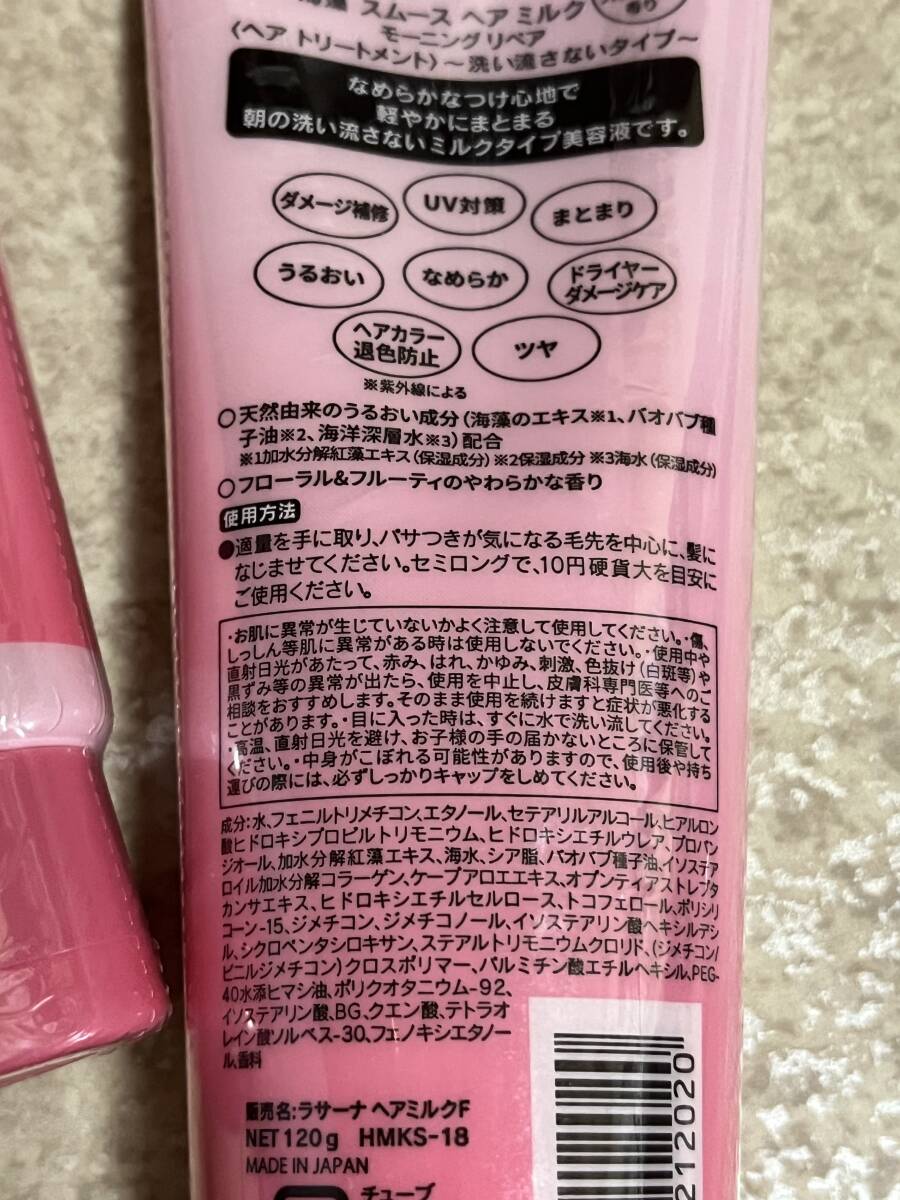 海藻 スムース ヘア ミルク
香り
モーニングリペア
〈ヘア トリートメント〉〜洗い流さないタイプ〜
なめらかなつけ心地で
軽やかにまとまる
朝の洗い流さないミルクタイプ美容液です。
ダメージ補修
UV対策
まとまり
うるおい
なめらか
ドライヤー
ダメージケア
ヘアカラー
退色防止
ツヤ
※紫外線による
○天然由来のうるおい成分(海藻のエキス※1、バオバブ種
子油※2、海洋深層水※3)配合
※1加水分解紅藻エキス(保湿成分)※2保湿成分 ※3海水(保湿成分)
○フローラル&フルーティのやわらかな香り
使用方法
●適量を手に取り、パサつきが気になる毛先を中心に、髪に
なじませてください。セミロングで、10円硬貨大を目安に
ご使用ください。
・お肌に異常が生じていないかよく注意して使用してください。・傷、
しっしん等肌に異常がある時は使用しないでください。・使用中や
直射日光があたって、赤み、はれ、かゆみ、刺激、色抜け(白斑等)や
黒ずみ等の異常が出たら、使用を中止し、皮膚科専門医等へのご
相談をおすすめします。そのまま使用を続けますと症状が悪化する
ことがあります。・目に入った時は、すぐに水で洗い流してください。
・高温、直射日光を避け、お子様の手の届かないところに保管して
ください。・中身がこぼれる可能性がありますので、使用後や持ち
運びの際には、必ずしっかりキャップをしめてください。
成分:水、フェニルトリメチコン、エタノール、セテアリルアルコール、ヒアルロン
酸ヒドロキシプロピルトリモニウム、ヒドロキシエチルウレア、プロパン
ジオール、加水分解紅藻エキス、海水、シア脂、バオバブ種子油、イソステア
ロイル加水分解コラーゲン、ケープアロエエキス、オプンティアストレプタ
カンサエキス、ヒドロキシエチルセルロース、トコフェロール、ポリシリ
コーン-15、ジメチコン、ジメチコノール、イソステアリン酸ヘキシルデシ
ル、シクロペンタシロキサン、ステアルトリモニウムクロリド、(ジメチコン/
ビニルジメチコン)クロスポリマー、パルミチン酸エチルヘキシル、PEG-
40水添ヒマシ油、ポリクオタニウム-92、
イソステアリン酸、BG、クエン酸、テトラオ
レイン酸ソルベス-30、フェノキシエタノー
ル、香料
販売名:ラサーナ ヘアミルクF
NET 120g HMKS-18
MADE IN JAPAN
チューブ
212020